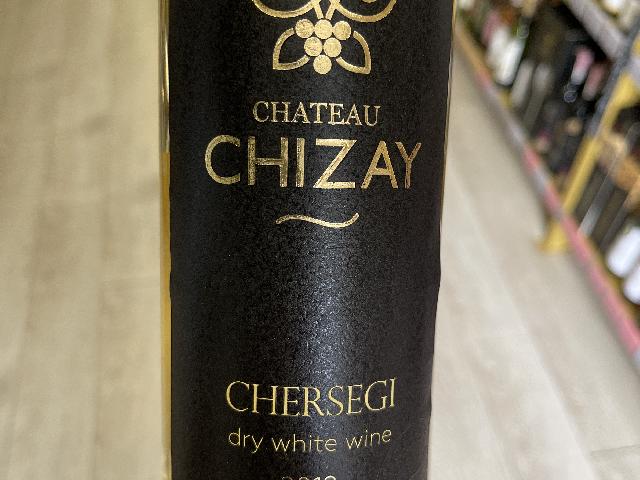 CHATEAU
CHIZAY
CHERSEGI
dry white wine